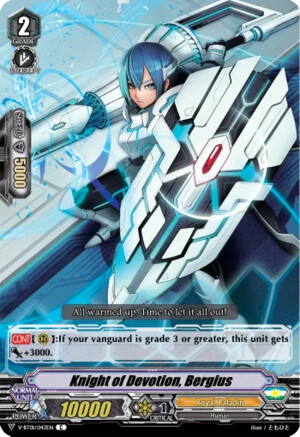 2
GRADE
INTERCEPT
SHIELD
5000
All warmed up. Time to let it all out!
CONT【 】:If your vanguard is grade 3 or greater, this unit gets
+3000.
Knight of Devotion, Bergius
NORMAL UNIT
Royal Paladin
10000
1
Human
POWER
CRITICAL
V-BT01/043EN C
illust / ともひと